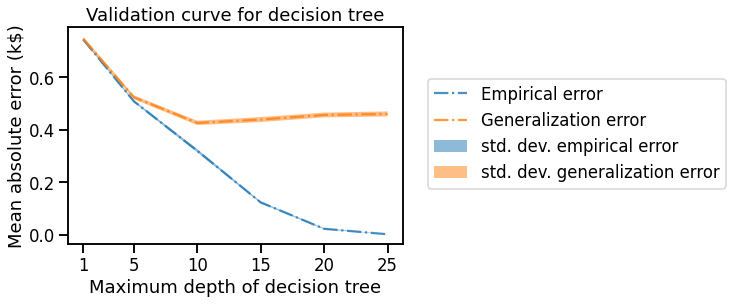 Validation curve for decision tree
Mean absolute error (k$)
0.6
0.4
0.2
0.0
1 5 10 15 20 25
Maximum depth of decision tree
Empirical error
Generalization error
std. dev. empirical error
std. dev. generalization error